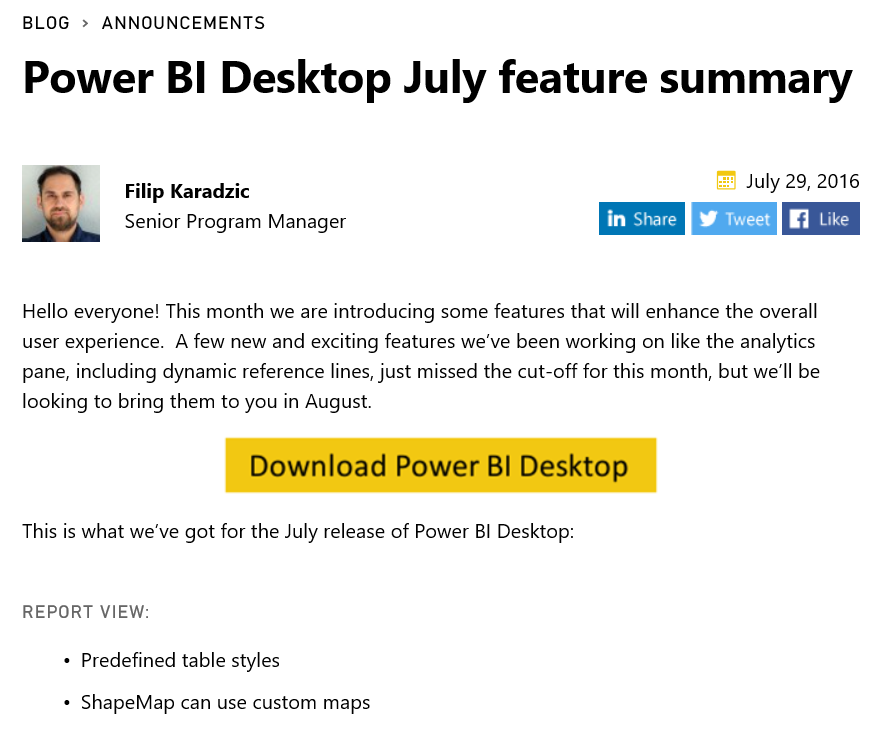 BLOG › ANNOUNCEMENTS
Power BI Desktop July feature summary
Filip Karadzic
Senior Program Manager
July 29, 2016
in Share Tweet f Like
Hello everyone! This month we are introducing some features that will enhance the overall
user experience.  A few new and exciting features we’ve been working on like the analytics
pane, including dynamic reference lines, just missed the cut-off for this month, but we’ll be
looking to bring them to you in August.
Download Power BI Desktop
This is what we’ve got for the July release of Power BI Desktop:
REPORT VIEW:
• Predefined table styles
• ShapeMap can use custom maps